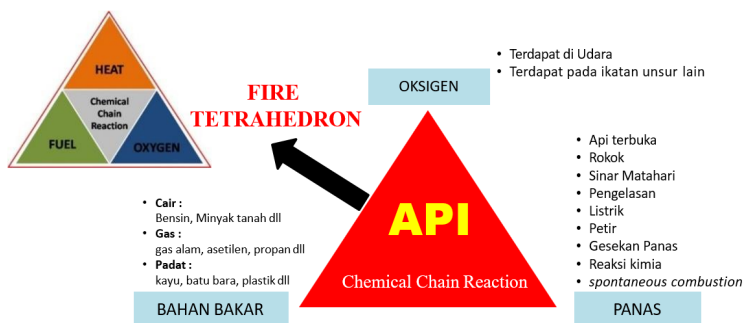 HEAT
Chemical
Chain
Reaction
FUEL
OXYGEN
FIRE
TETRAHEDRON
OKSIGEN
• Terdapat di Udara
• Terdapat pada ikatan unsur lain
API
Chemical Chain Reaction
• Cair :
Bensin, Minyak tanah dll
• Gas :
gas alam, asetilen, propan dll
• Padat :
kayu, batu bara, plastik dll
BAHAN BAKAR
• Api terbuka
• Rokok
• Sinar Matahari
• Pengelasan
• Listrik
• Petir
• Gesekan Panas
• Reaksi kimia
• spontaneous combustion
PANAS